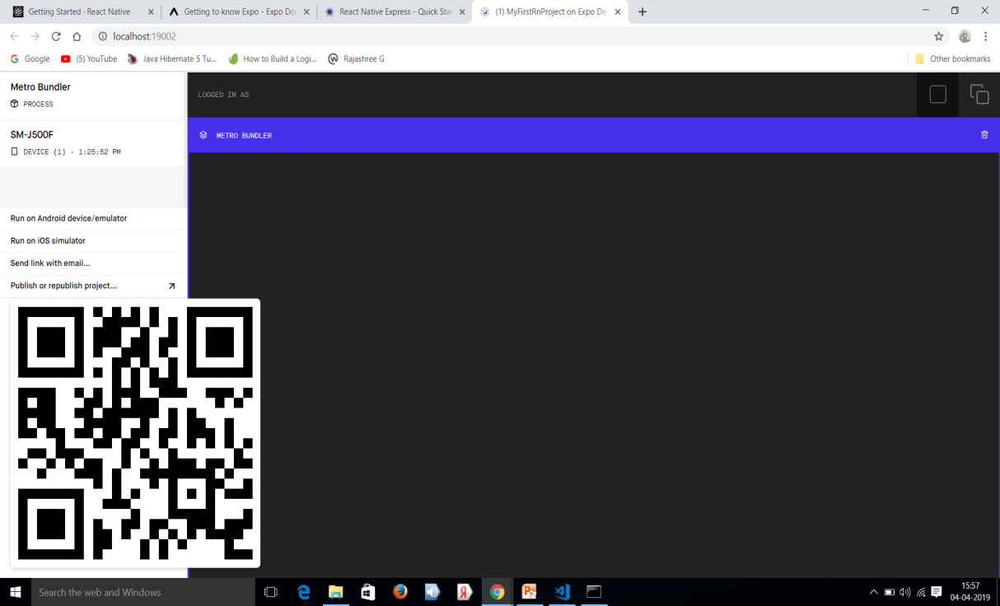 Getting Started · React Native
Getting to know Expo - Expo Doc
React Native Express - Quick Star
(1) MyFirstRnProject on Expo Dev
localhost:19002
Google
(5) YouTube
Java Hibernate 5 Tu...
How to Build a Logi...
Rajashree G
Other bookmarks
Metro Bundler
PROCESS
SM-J500F
DEVICE (1) - 1:25:52 PM
Run on Android device/emulator
Run on iOS simulator
Send link with email...
Publish or republish project...
LOGGED IN AS
METRO BUNDLER
Search the web and Windows
15:57
04-04-2019